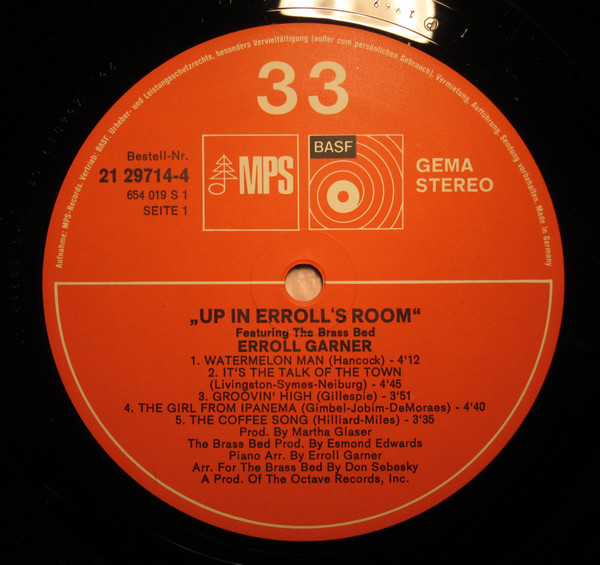 ℗ 1969
Aufnahme: MPS-Records. Vertrieb: BASF. Urheber- und Leistungsschutzrechte, besonders Vervielfältigung (außer zum persönlichen Gebrauch), Vermietung, Aufführung, Sendung vorbehalten. Made in Germany
33
Bestell-Nr.
21 29714-4
654 019 S 1
SEITE 1
MPS
BASF
GEMA
STEREO
„UP IN ERROLL'S ROOM“
Featuring The Brass Bed
ERROLL GARNER
1. WATERMELON MAN (Hancock) - 4'12
2. IT'S THE TALK OF THE TOWN
(Livingston-Symes-Neiburg) - 4'45
3. GROOVIN' HIGH (Gillespie) - 3'51
4. THE GIRL FROM IPANEMA (Gimbel-Jobim-DeMoraes) - 4'40
5. THE COFFEE SONG (Hilliard-Miles) - 3'35
Prod. By Martha Glaser
The Brass Bed Prod. By Esmond Edwards
Piano Arr. By Erroll Garner
Arr. For The Brass Bed By Don Sebesky
A Prod. Of The Octave Records, Inc.